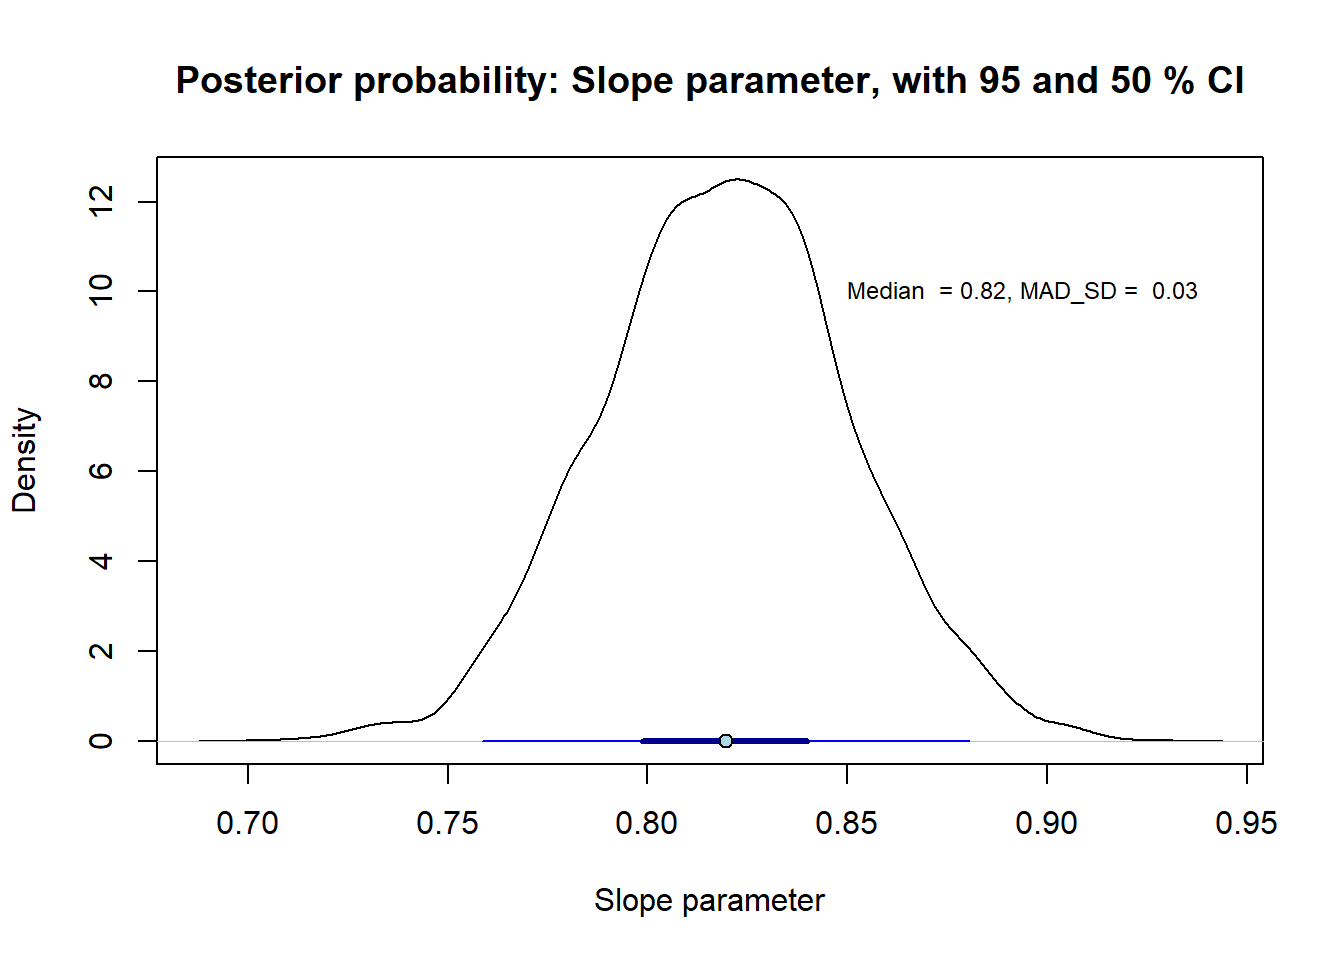 Posterior probability: Slope parameter, with 95 and 50 % CI
Density
12
10
8
6
4
2
0
Median  = 0.82, MAD_SD =  0.03
0.70 0.75 0.80 0.85 0.90 0.95
Slope parameter